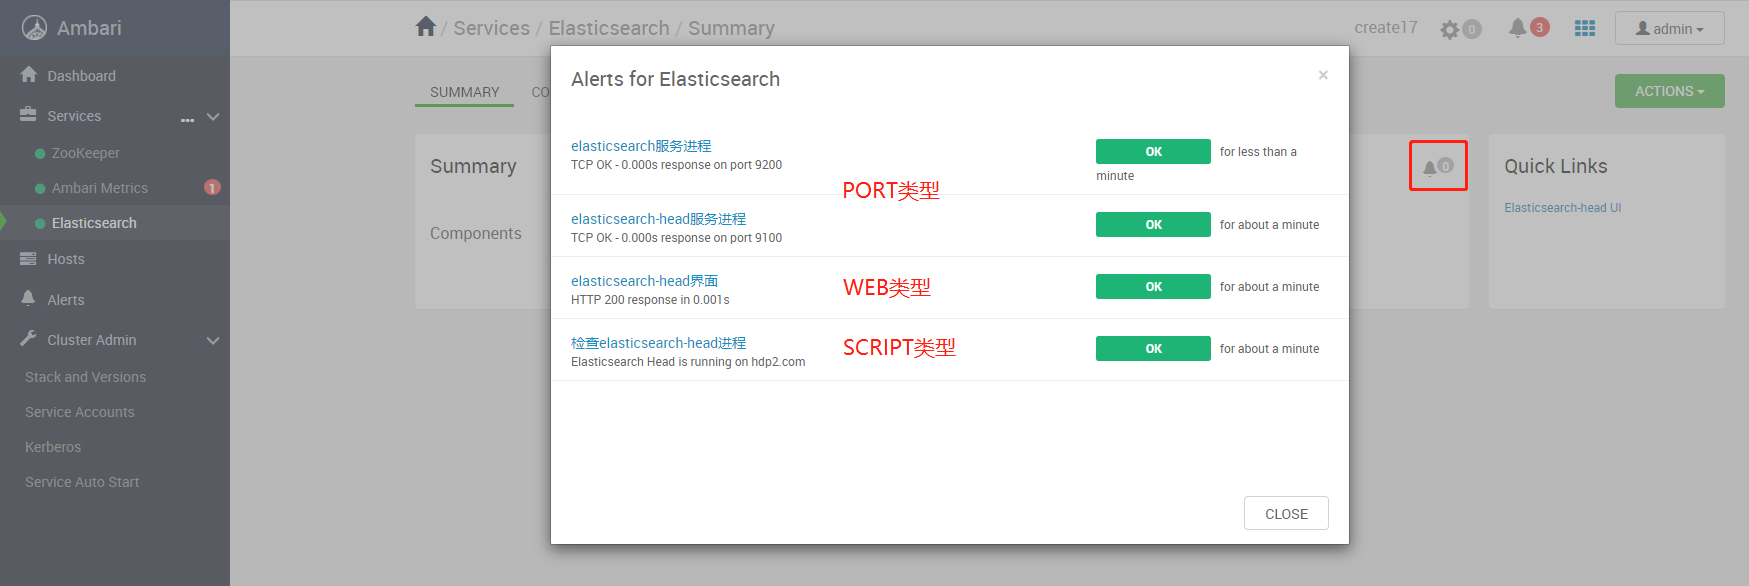 Ambari
/ Services / Elasticsearch / Summary
create17
0
3
admin
Dashboard
Services
...
ZooKeeper
Ambari Metrics
1
Elasticsearch
Hosts
Alerts
Cluster Admin
Stack and Versions
Service Accounts
Kerberos
Service Auto Start
SUMMARY
CO
ACTIONS
Summary
Components
0
Quick Links
Elasticsearch-head UI
Alerts for Elasticsearch
×
elasticsearch服务进程
TCP OK - 0.000s response on port 9200
OK
for less than a
minute
PORT类型
elasticsearch-head服务进程
TCP OK - 0.000s response on port 9100
OK
for about a minute
elasticsearch-head界面
HTTP 200 response in 0.001s
WEB类型
OK
for about a minute
检查elasticsearch-head进程
Elasticsearch Head is running on hdp2.com
SCRIPT类型
OK
for about a minute
CLOSE